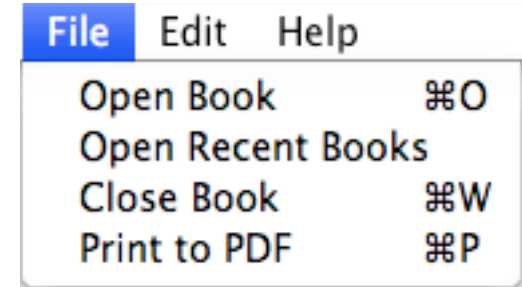 File Edit Help
Open Book ⌘O
Open Recent Books
Close Book ⌘W
Print to PDF ⌘P